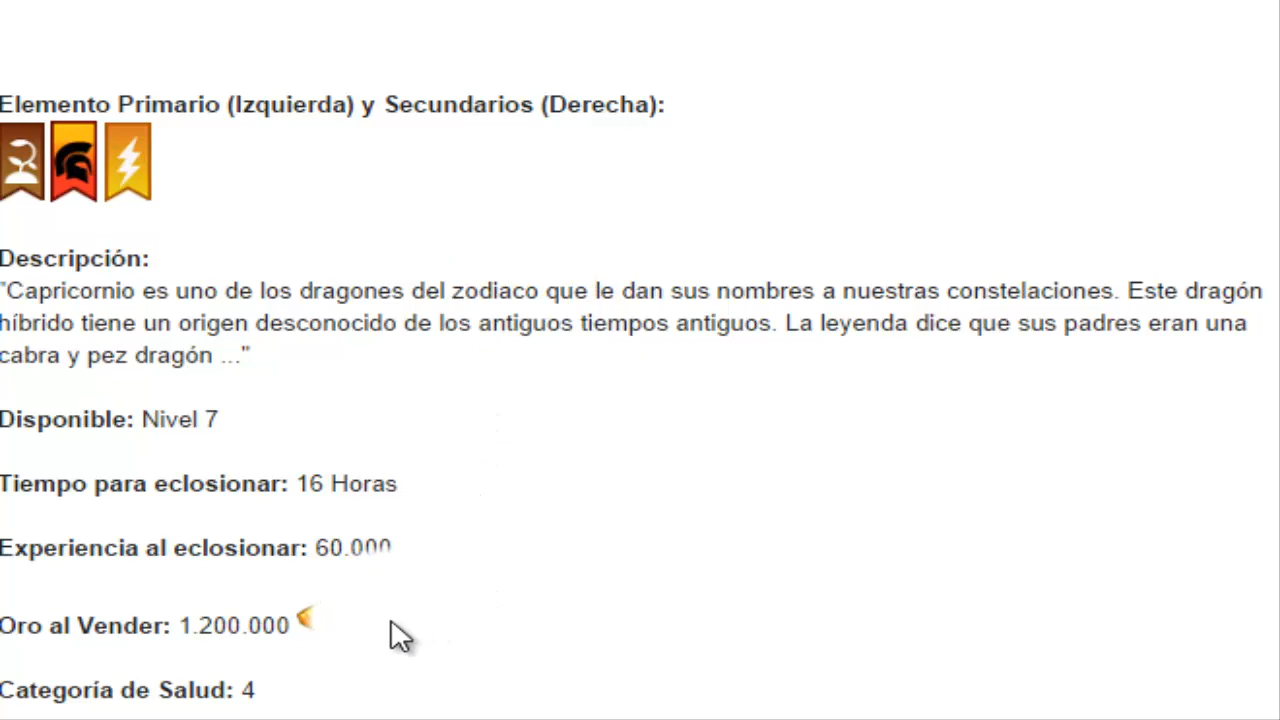 Elemento Primario (Izquierda) y Secundarios (Derecha):
Descripción:
"Capricornio es uno de los dragones del zodiaco que le dan sus nombres a nuestras constelaciones. Este dragón
híbrido tiene un origen desconocido de los antiguos tiempos antiguos. La leyenda dice que sus padres eran una
cabra y pez dragón ..."
Disponible: Nivel 7
Tiempo para eclosionar: 16 Horas
Experiencia al eclosionar: 60.000
Oro al Vender: 1.200.000
Categoría de Salud: 4